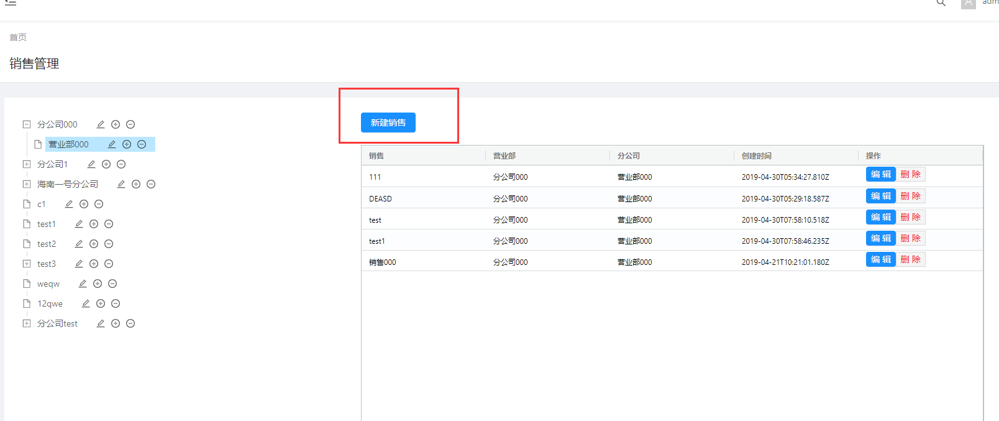 adm
首页
销售管理
分公司000
营业部000
分公司1
海南一号分公司
c1
test1
test2
test3
weqw
12qwe
分公司test
新建销售
销售 营业部 分公司 创建时间 操作
111 分公司000 营业部000 2019-04-30T05:34:27.810Z 编 辑 删 除
DEASD 分公司000 营业部000 2019-04-30T05:29:18.587Z 编 辑 删 除
test 分公司000 营业部000 2019-04-30T07:58:10.518Z 编 辑 删 除
test1 分公司000 营业部000 2019-04-30T07:58:46.235Z 编 辑 删 除
销售000 分公司000 营业部000 2019-04-21T10:21:01.180Z 编 辑 删 除